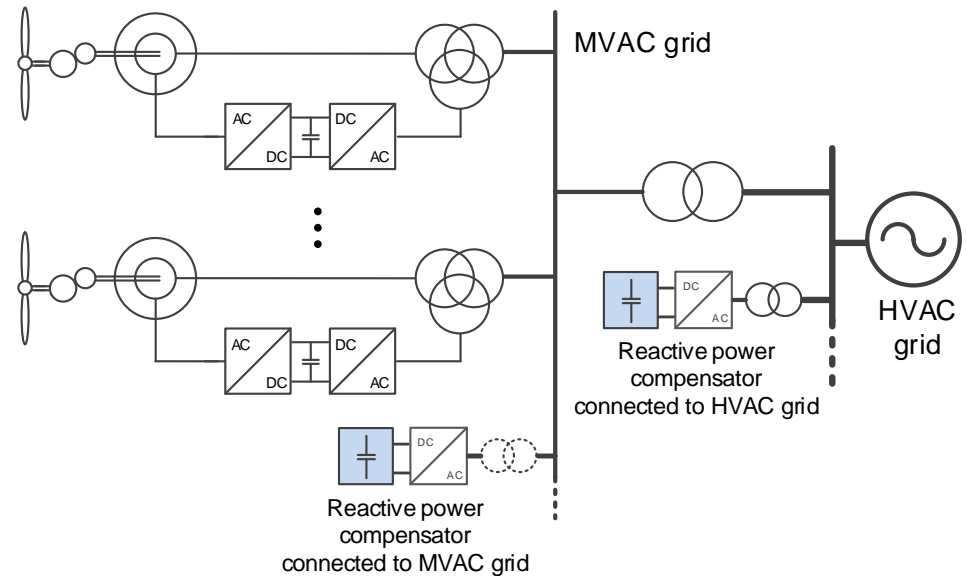 MVAC grid
AC
DC
DC
AC
AC
DC
DC
AC
DC
AC
HVAC
grid
Reactive power
compensator
connected to HVAC grid
DC
AC
Reactive power
compensator
connected to MVAC grid